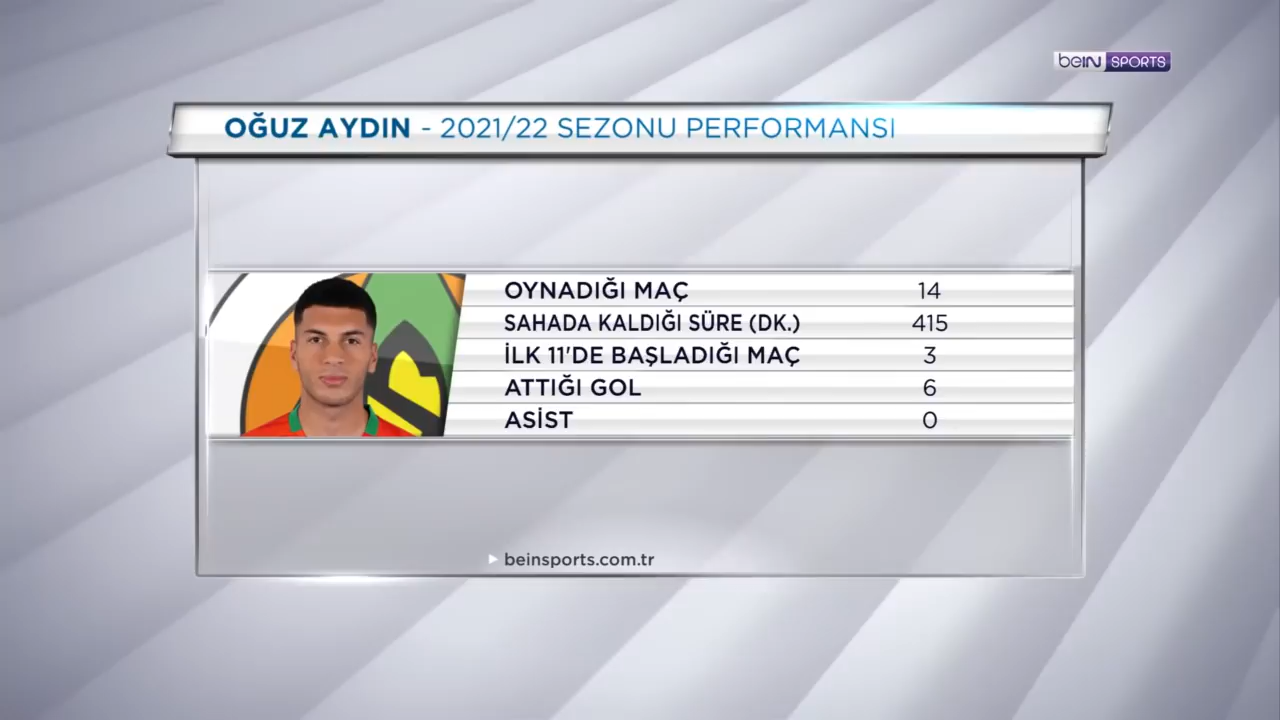 beIN SPORTS
OĞUZ AYDIN - 2021/22 SEZONU PERFORMANSI
OYNADIĞI MAÇ 14
SAHADA KALDIĞI SÜRE (DK.) 415
İLK 11'DE BAŞLADIĞI MAÇ 3
ATTIĞI GOL 6
ASİST 0
beinsports.com.tr